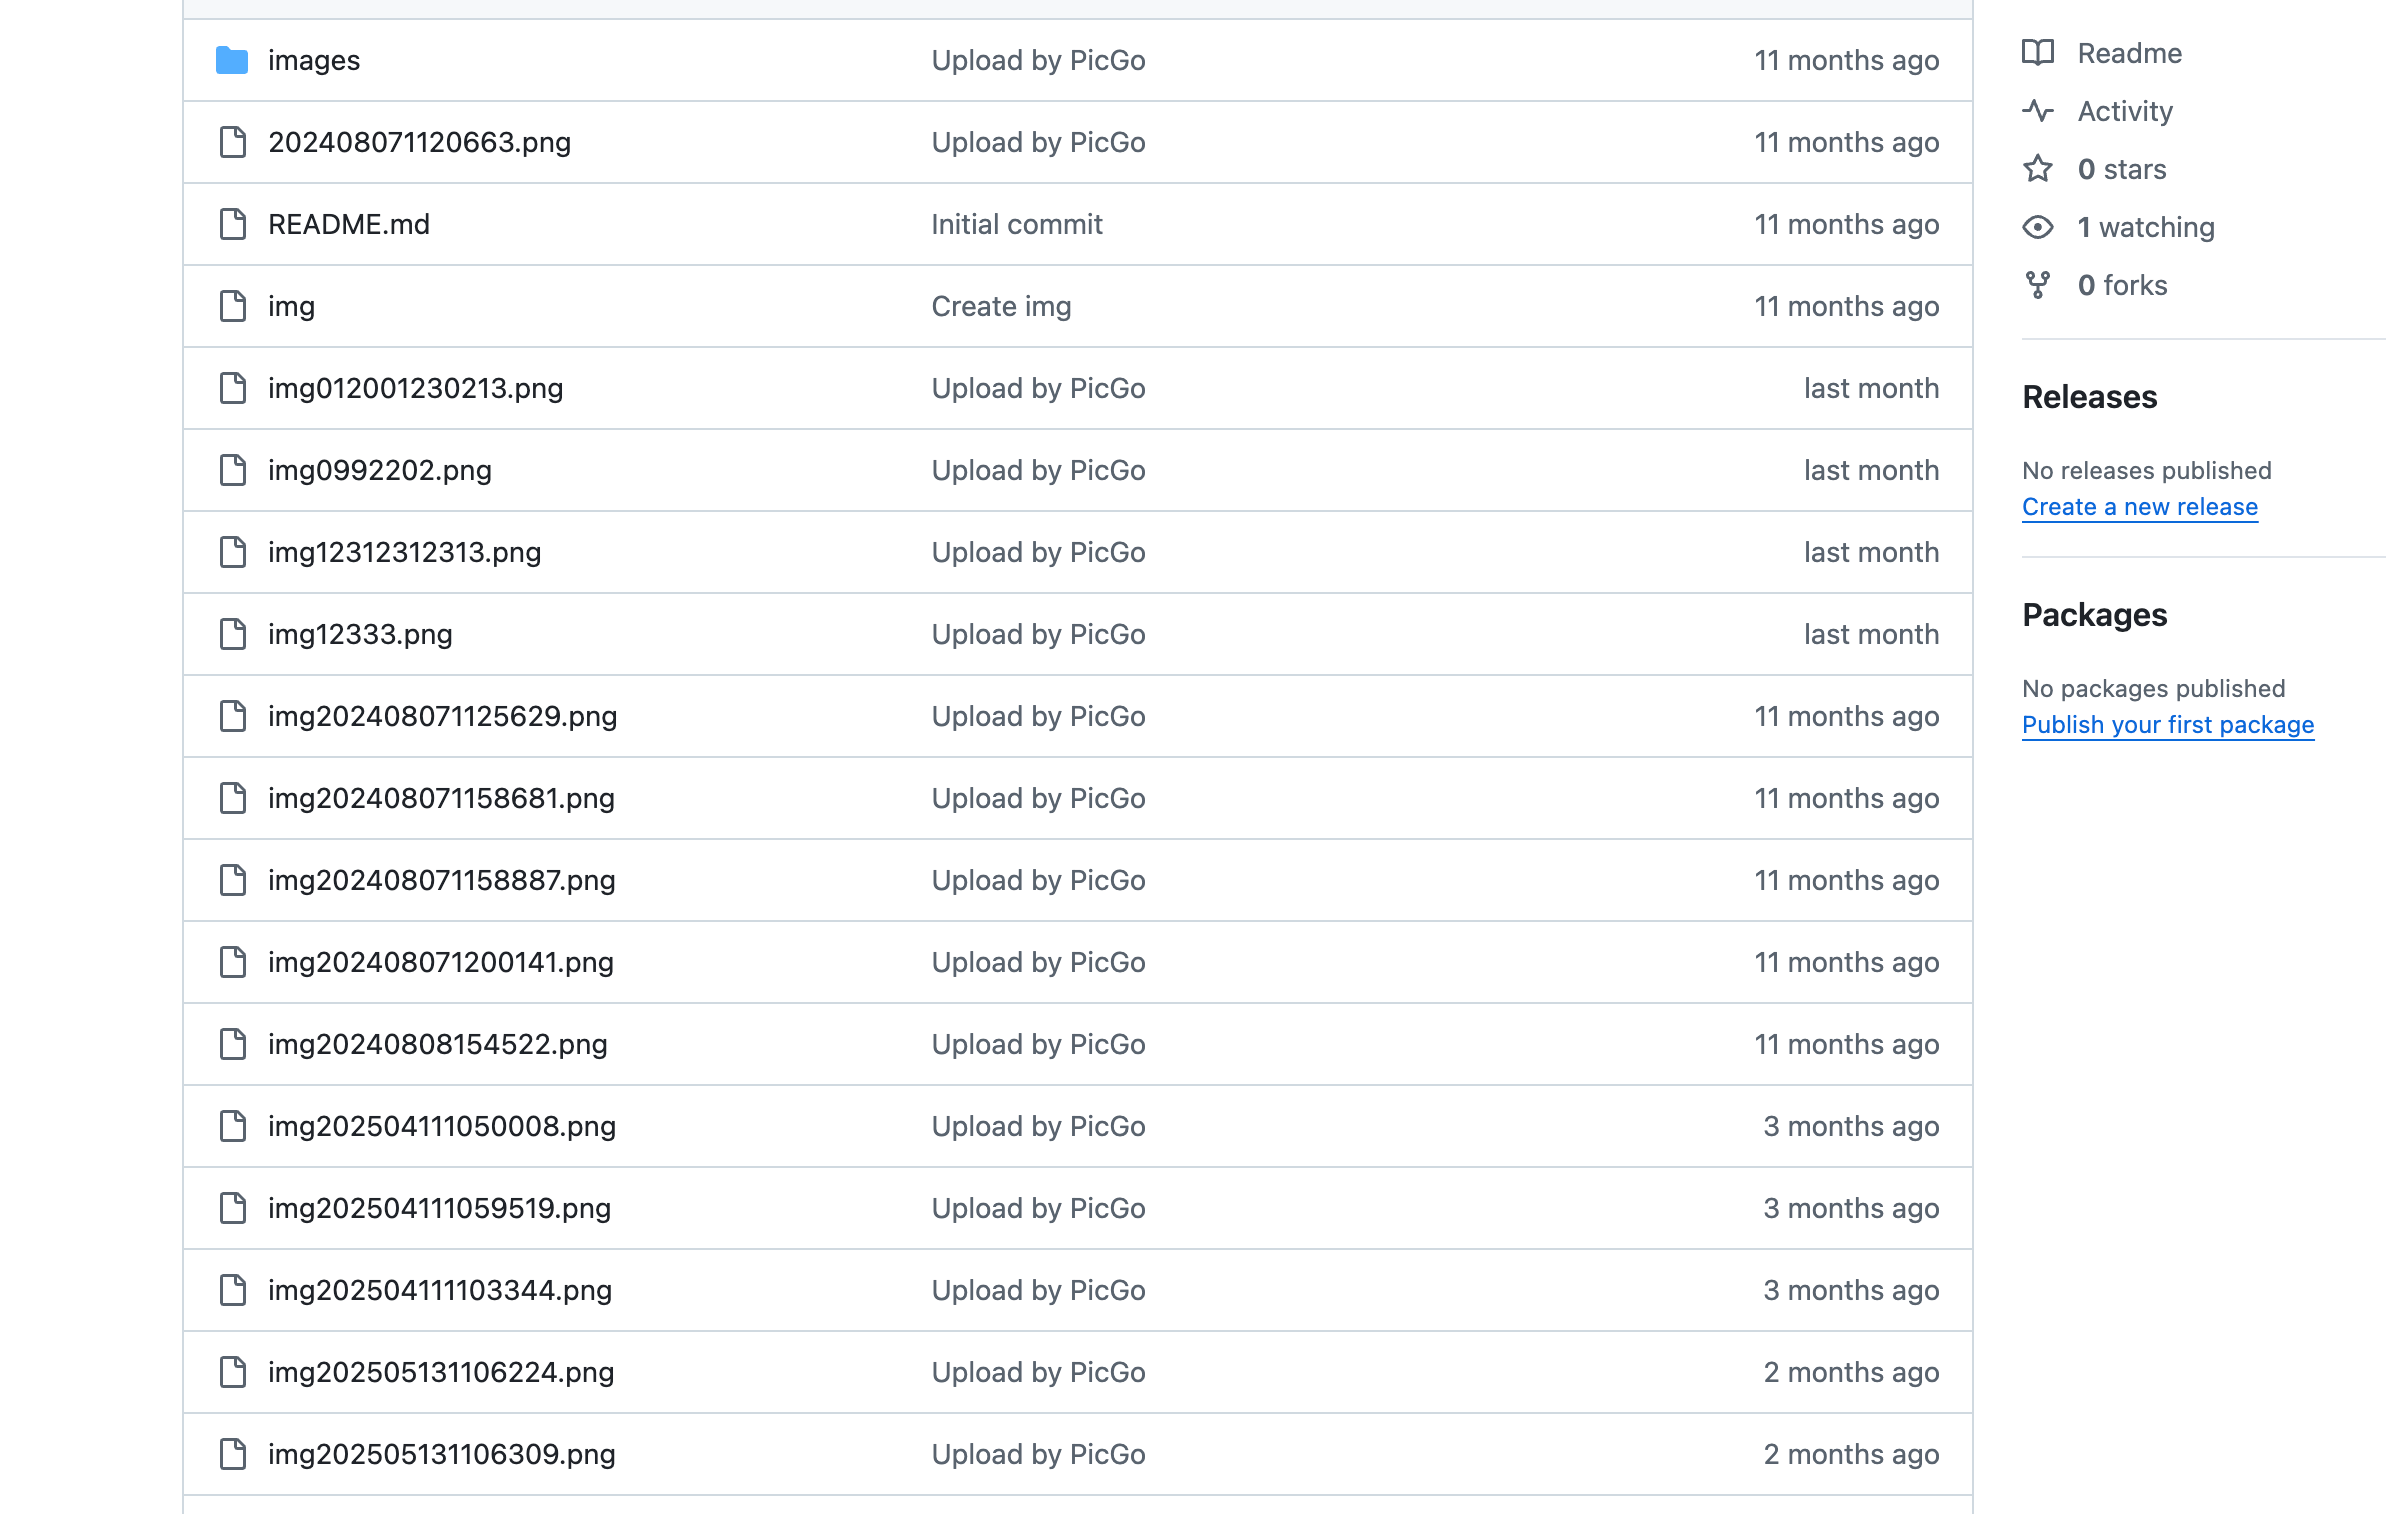 images Upload by PicGo 11 months ago
202408071120663.png Upload by PicGo 11 months ago
README.md Initial commit 11 months ago
img Create img 11 months ago
img012001230213.png Upload by PicGo last month
img0992202.png Upload by PicGo last month
img12312312313.png Upload by PicGo last month
img12333.png Upload by PicGo last month
img202408071125629.png Upload by PicGo 11 months ago
img202408071158681.png Upload by PicGo 11 months ago
img202408071158887.png Upload by PicGo 11 months ago
img202408071200141.png Upload by PicGo 11 months ago
img20240808154522.png Upload by PicGo 11 months ago
img202504111050008.png Upload by PicGo 3 months ago
img202504111059519.png Upload by PicGo 3 months ago
img202504111103344.png Upload by PicGo 3 months ago
img202505131106224.png Upload by PicGo 2 months ago
img202505131106309.png Upload by PicGo 2 months ago
Readme
Activity
0 stars
1 watching
0 forks
Releases
No releases published
Create a new release
Packages
No packages published
Publish your first package